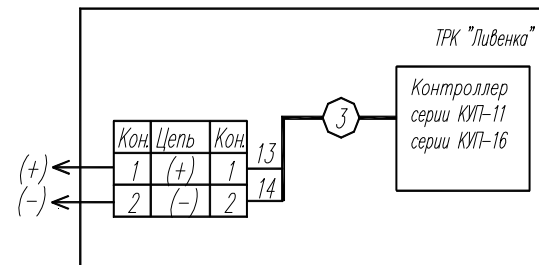 ТРК "Ливенка"
Контроллер
серии КУП-11
серии КУП-16
3
Кон. Цепь Кон.
(+) 1 (+) 1 13
(-) 2 (-) 2 14